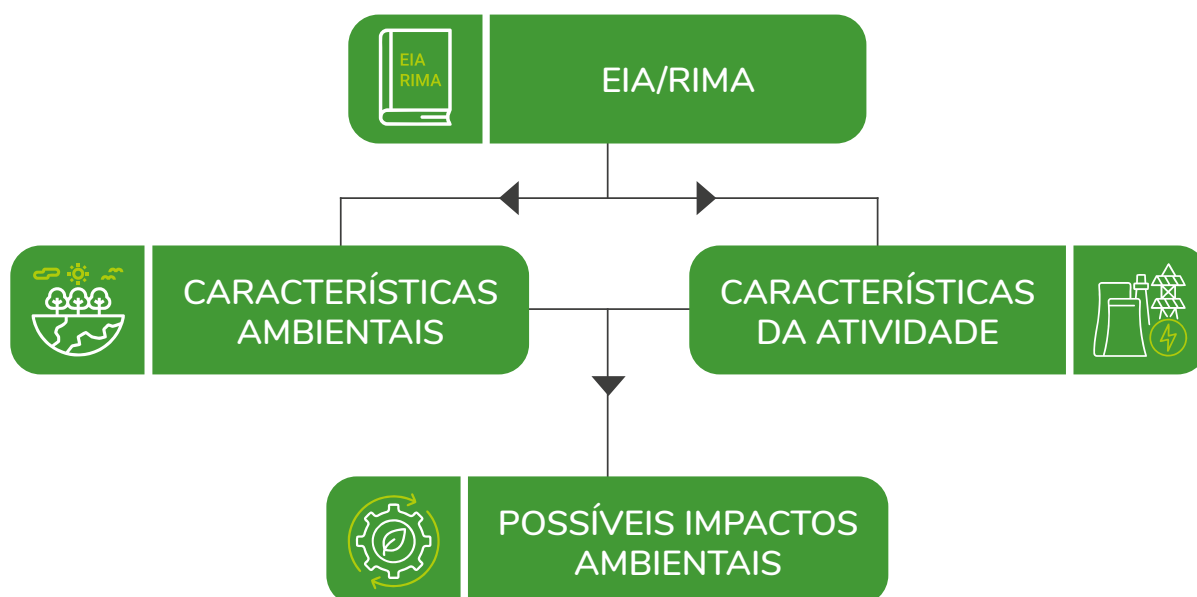 EIA
RIMA
EIA/RIMA
CARACTERÍSTICAS
AMBIENTAIS
CARACTERÍSTICAS
DA ATIVIDADE
POSSÍVEIS IMPACTOS
AMBIENTAIS